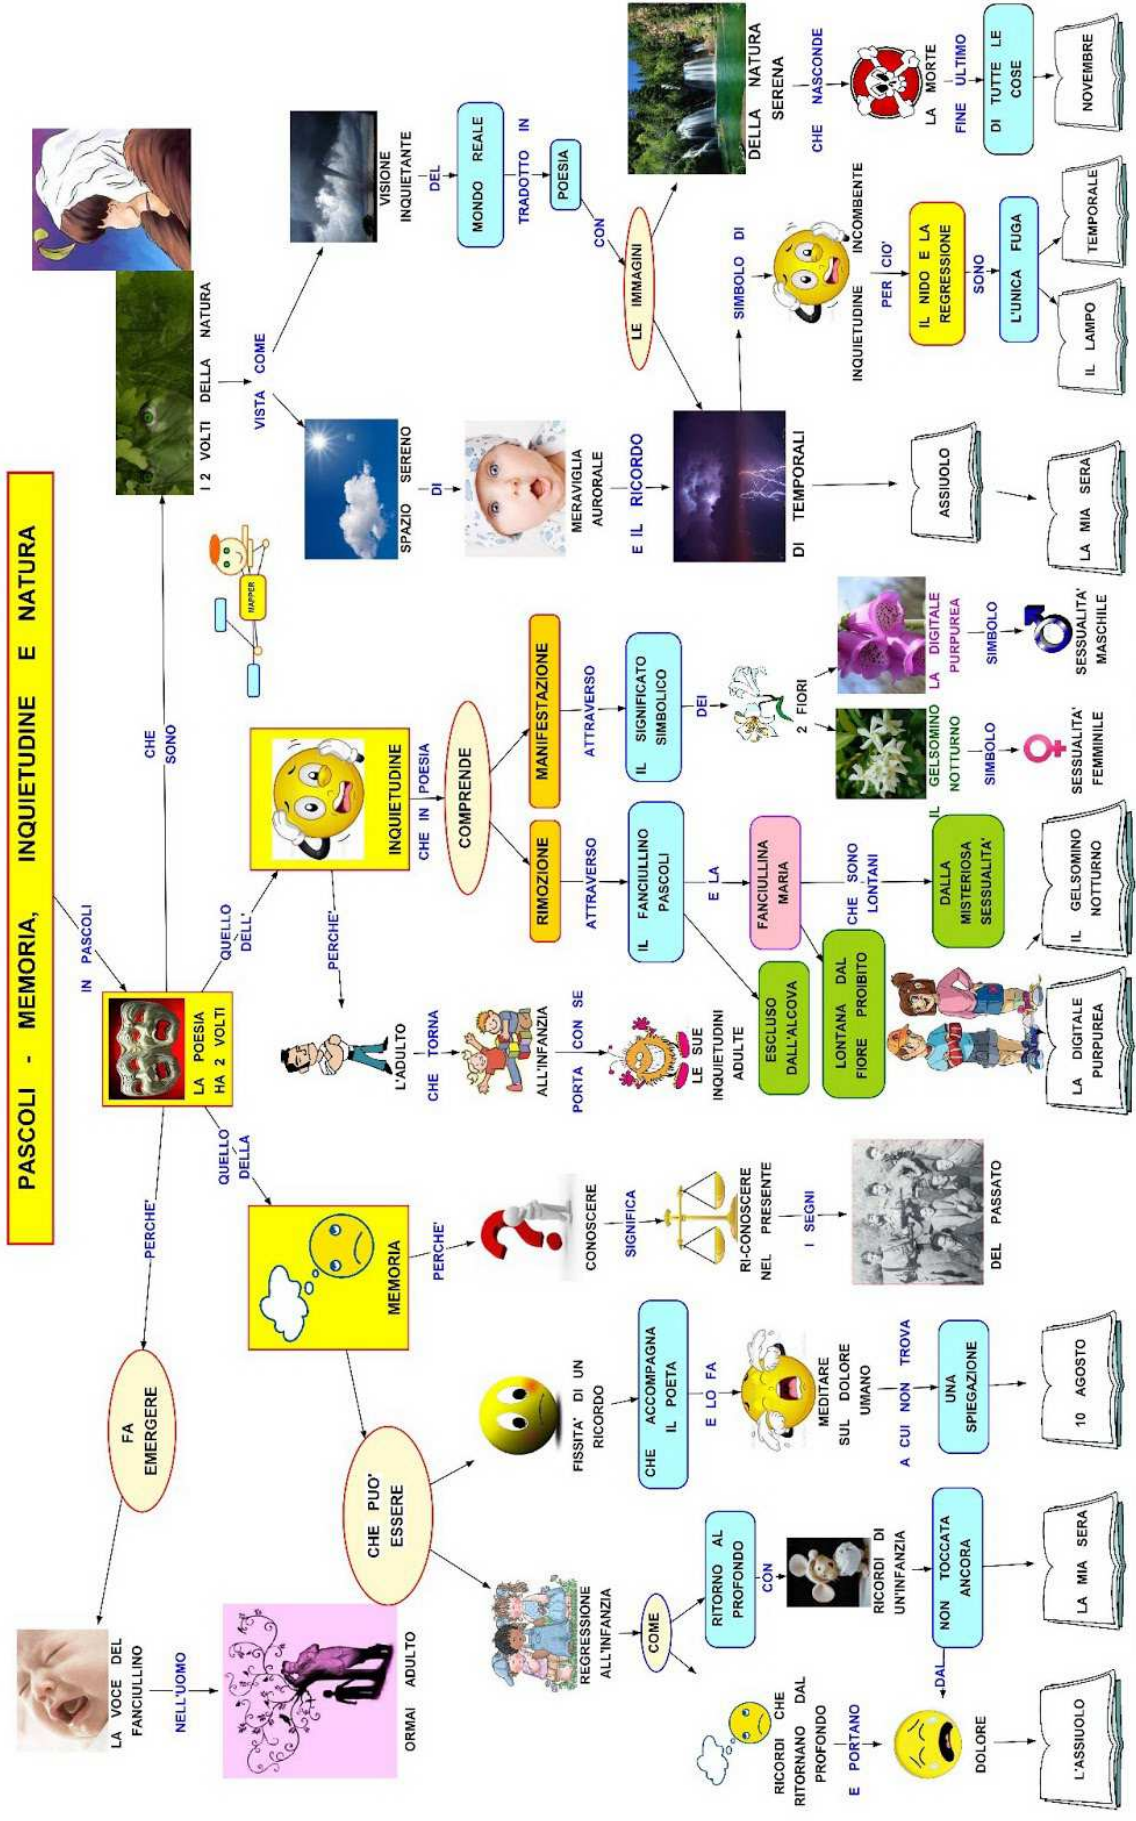 PASCOLI - MEMORIA, INQUIETUDINE E NATURA
IN PASCOLI
LA POESIA
HA 2 VOLTI
PERCHE'
FA
EMERGERE
LA VOCE DEL
FANCIULLINO
NELL'UOMO
ORMAI ADULTO
QUELLO
DELLA
MEMORIA
CHE PUO'
ESSERE
REGRESSIONE
ALL'INFANZIA
COME
RICORDI CHE
RITORNANO DAL
PROFONDO
E PORTANO
DOLORE
L'ASSIUOLO
RITORNO AL
PROFONDO
CON
RICORDI DI
UN'INFANZIA
NON TOCCATA
ANCORA
DAL
LA MIA SERA
FISSITA' DI UN
RICORDO
CHE ACCOMPAGNA
IL POETA
E LO FA
MEDITARE
SUL DOLORE
UMANO
A CUI NON TROVA
UNA
SPIEGAZIONE
10 AGOSTO
PERCHE'
CONOSCERE
SIGNIFICA
RI-CONOSCERE
NEL PRESENTE
I SEGNI
DEL PASSATO
QUELLO
DELL'
INQUIETUDINE
PERCHE'
L'ADULTO
CHE TORNA
ALL'INFANZIA
PORTA CON SE
LE SUE
INQUIETUDINI
ADULTE
CHE IN POESIA
COMPRENDE
RIMOZIONE
ATTRAVERSO
IL FANCIULLINO
PASCOLI
ESCLUSO
DALL'ALCOVA
E LA
FANCIULLINA
MARIA
LONTANA DAL
FIORE PROIBITO
CHE SONO
LONTANI
DALLA
MISTERIOSA
SESSUALITA'
LA DIGITALE
PURPUREA
IL GELSOMINO
NOTTURNO
MANIFESTAZIONE
ATTRAVERSO
IL SIGNIFICATO
SIMBOLICO
DEI
2 FIORI
IL GELSOMINO
NOTTURNO
SIMBOLO
SESSUALITA'
FEMMINILE
LA DIGITALE
PURPUREA
SIMBOLO
SESSUALITA'
MASCHILE
MAPPER
CHE
SONO
I 2 VOLTI DELLA NATURA
VISTA COME
SPAZIO SERENO
DI
MERAVIGLIA
AURORALE
E IL RICORDO
DI TEMPORALI
ASSIUOLO
LA MIA SERA
VISIONE
INQUIETANTE
DEL
MONDO REALE
TRADOTTO IN
POESIA
CON
LE IMMAGINI
SIMBOLO DI
INQUIETUDINE INCOMBENTE
PER CIO'
IL NIDO E LA
REGRESSIONE
SONO
L'UNICA FUGA
IL LAMPO
TEMPORALE
DELLA NATURA
SERENA
CHE NASCONDE
LA MORTE
FINE ULTIMO
DI TUTTE LE
COSE
NOVEMBRE